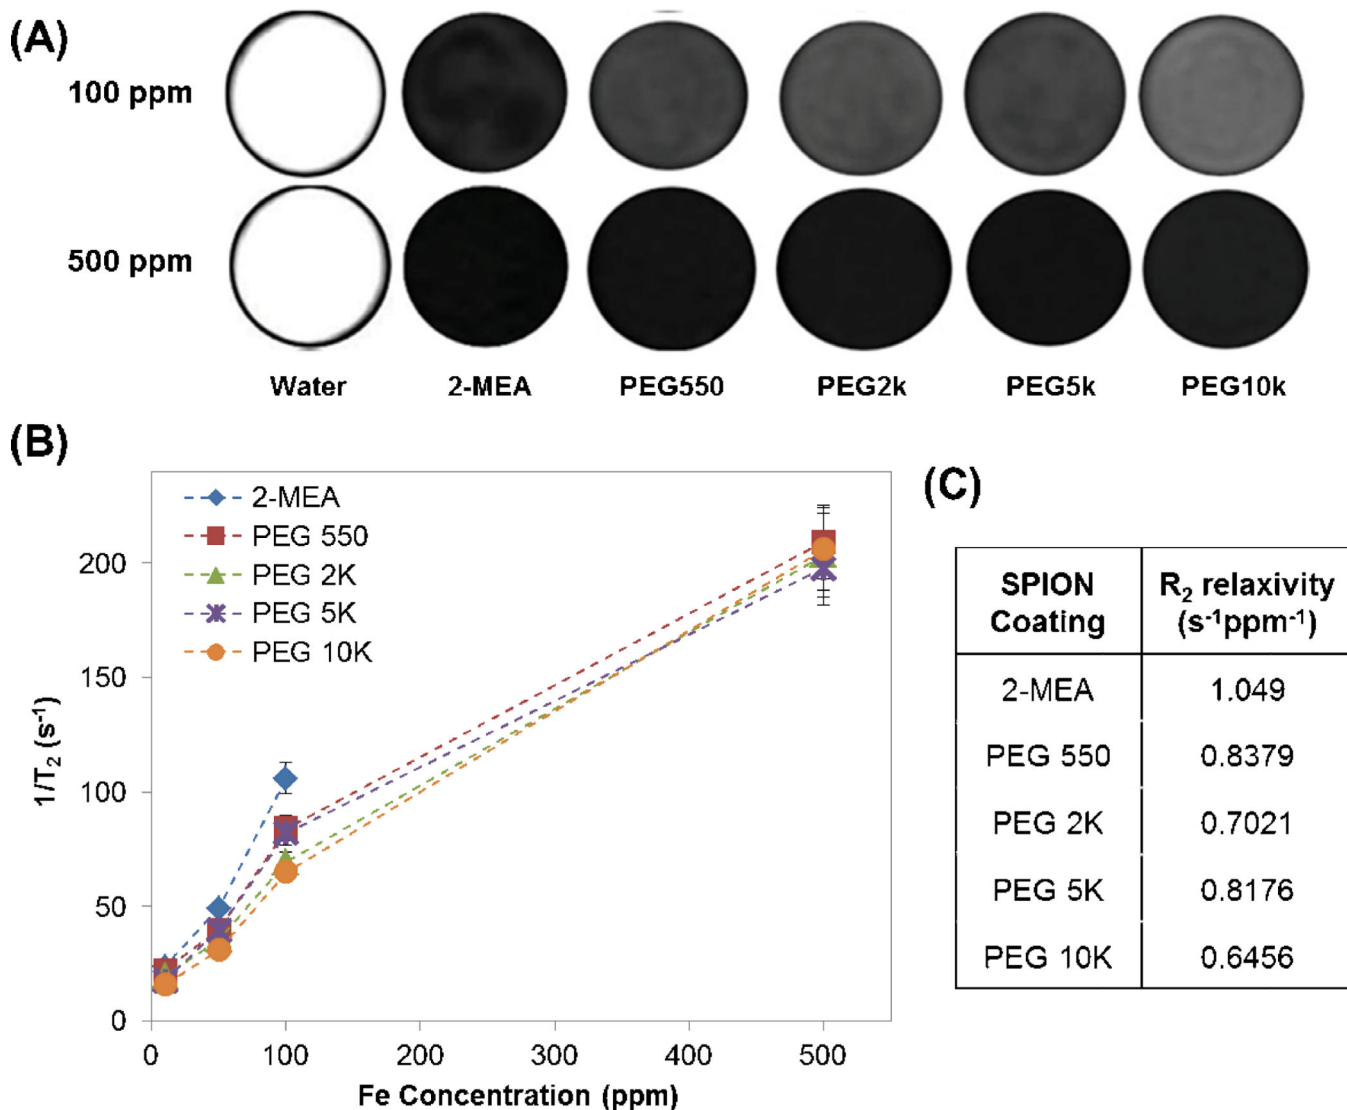 (A)
100 ppm
500 ppm
Water 2-MEA PEG550 PEG2k PEG5k PEG10k
(B)
2-MEA
PEG 550
PEG 2K
PEG 5K
PEG 10K
200
150
100
50
0
1/T₂ (s⁻¹)
0 100 200 300 400 500
Fe Concentration (ppm)
(C)
SPION Coating
R₂ relaxivity (s⁻¹ppm⁻¹)
2-MEA 1.049
PEG 550 0.8379
PEG 2K 0.7021
PEG 5K 0.8176
PEG 10K 0.6456